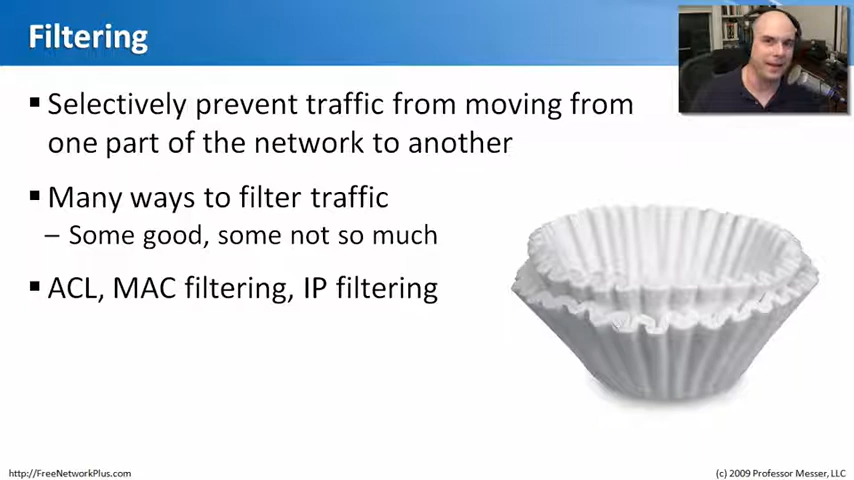 Filtering
▪ Selectively prevent traffic from moving from
one part of the network to another
▪ Many ways to filter traffic
– Some good, some not so much
▪ ACL, MAC filtering, IP filtering
http://FreeNetworkPlus.com
(c) 2009 Professor Messer, LLC